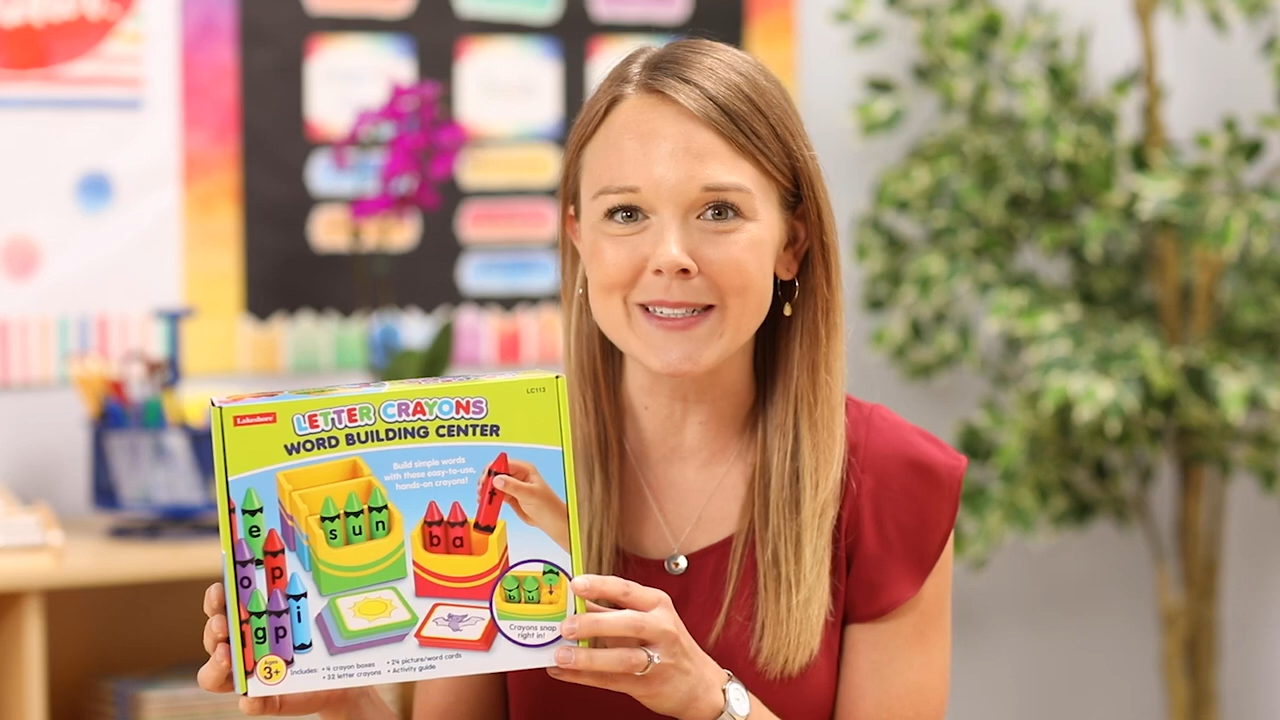 LC113
Lakeshore
LETTER CRAYONS
WORD BUILDING CENTER
Build simple words
with these easy-to-use,
hands-on crayons!
e
s u n
b a t
o p
g p i
b u
Crayons snap
right in!
Ages
3+
Includes: • 4 crayon boxes • 24 picture/word cards
• 32 letter crayons • Activity guide